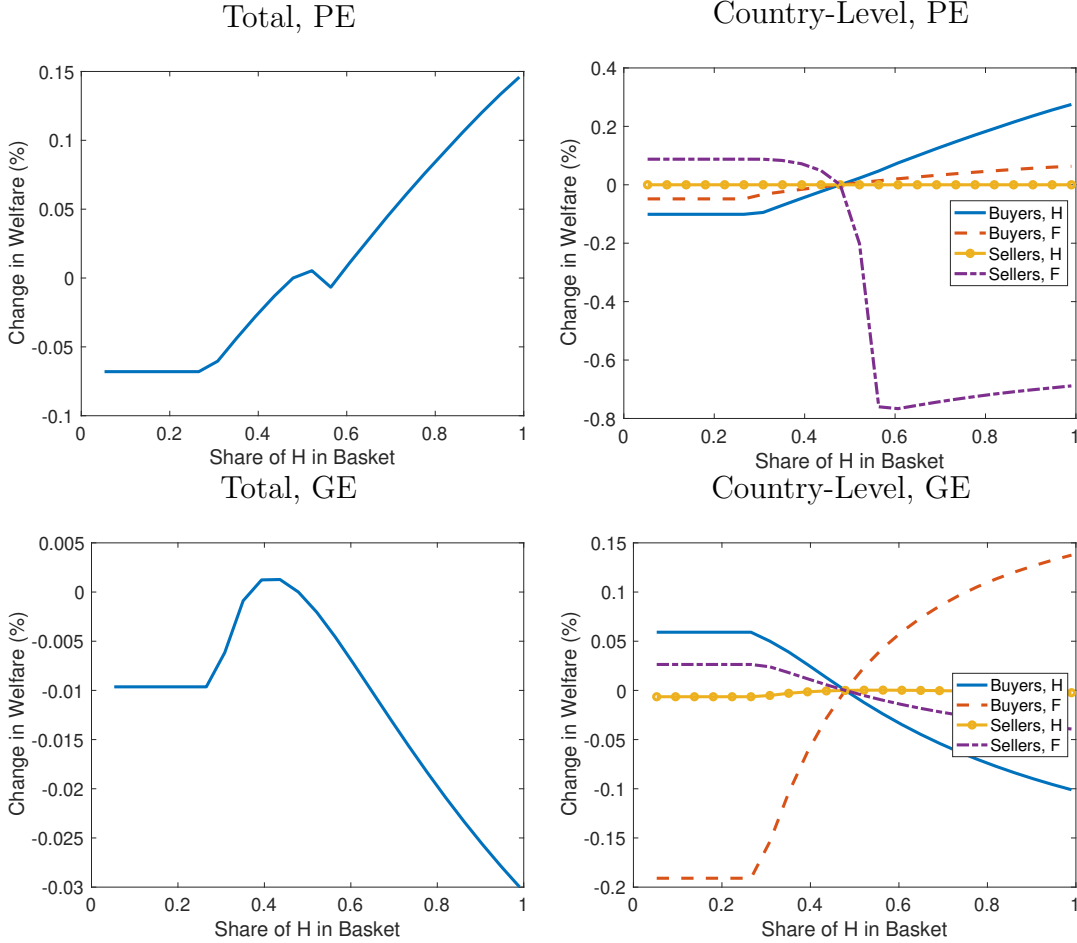 Total, PE
Change in Welfare (%)
0.15
0.1
0.05
0
-0.05
-0.1
0 0.2 0.4 0.6 0.8 1
Share of H in Basket
Country-Level, PE
Change in Welfare (%)
0.4
0.2
0
-0.2
-0.4
-0.6
-0.8
Buyers, H
Buyers, F
Sellers, H
Sellers, F
0 0.2 0.4 0.6 0.8 1
Share of H in Basket
Total, GE
Change in Welfare (%)
0.005
0
-0.005
-0.01
-0.015
-0.02
-0.025
-0.03
0 0.2 0.4 0.6 0.8 1
Share of H in Basket
Country-Level, GE
Change in Welfare (%)
0.15
0.1
0.05
0
-0.05
-0.1
-0.15
-0.2
Buyers, H
Buyers, F
Sellers, H
Sellers, F
0 0.2 0.4 0.6 0.8 1
Share of H in Basket